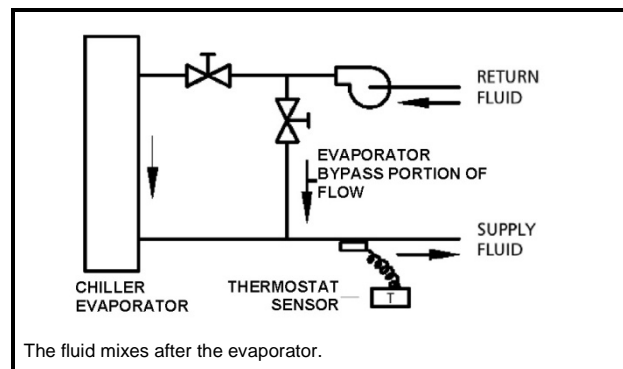 RETURN
FLUID
EVAPORATOR
BYPASS PORTION OF
FLOW
SUPPLY
FLUID
CHILLER
EVAPORATOR
THERMOSTAT
SENSOR
T
The fluid mixes after the evaporator.